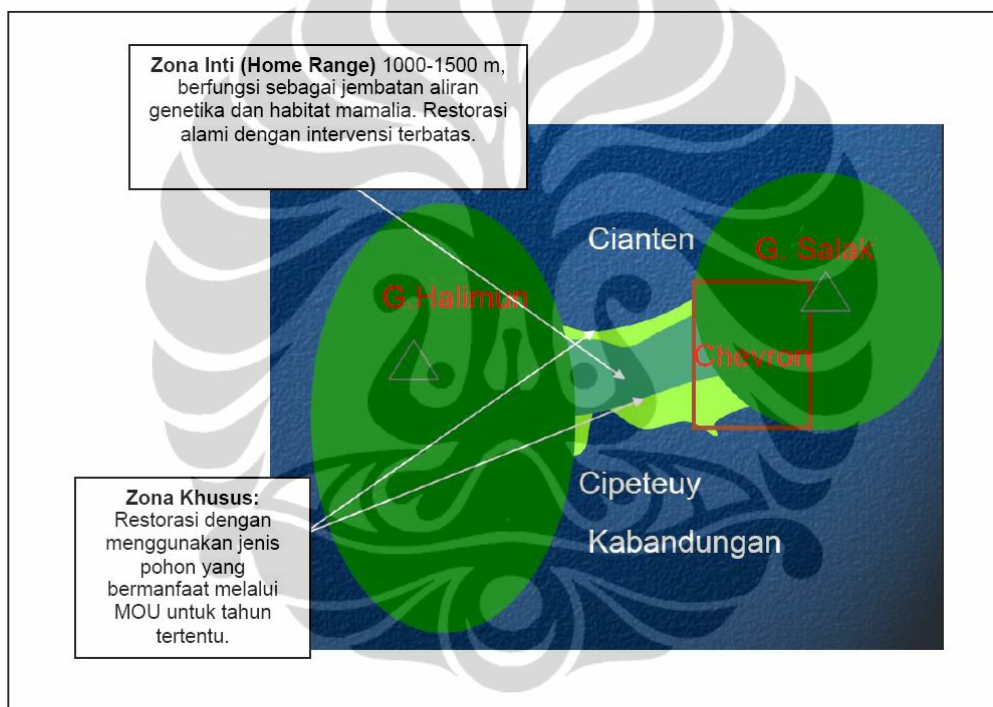 Zona Inti (Home Range) 1000-1500 m,
berfungsi sebagai jembatan aliran
genetika dan habitat mamalia. Restorasi
alami dengan intervensi terbatas.
Cianten
G. Salak
G.Halimun
Chevron
Cipeteuy
Kabandungan
Zona Khusus:
Restorasi dengan
menggunakan jenis
pohon yang
bermanfaat melalui
MOU untuk tahun
tertentu.